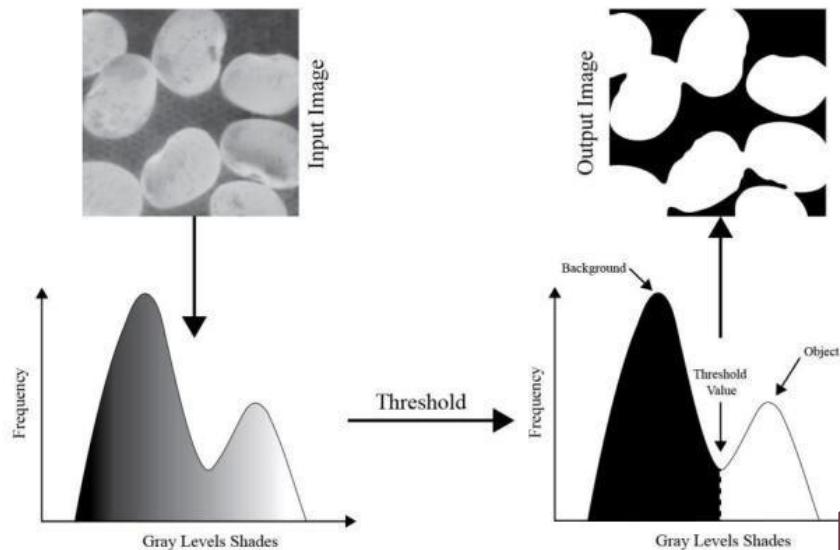 Input Image
Output Image
Background
Object
Threshold
Value
Frequency
Threshold
Frequency
Gray Levels Shades
Gray Levels Shades